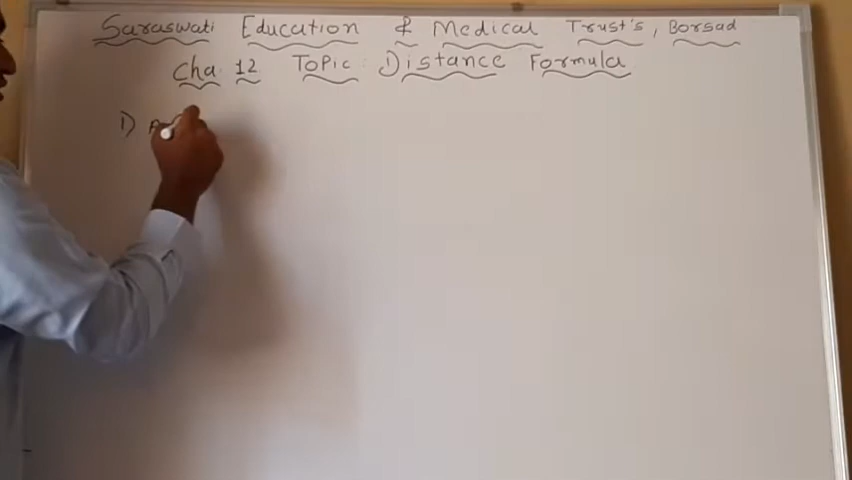 Saraswati Education & Medical Trust's, Borsad
Cha. 12 Topic : Distance Formula
1)